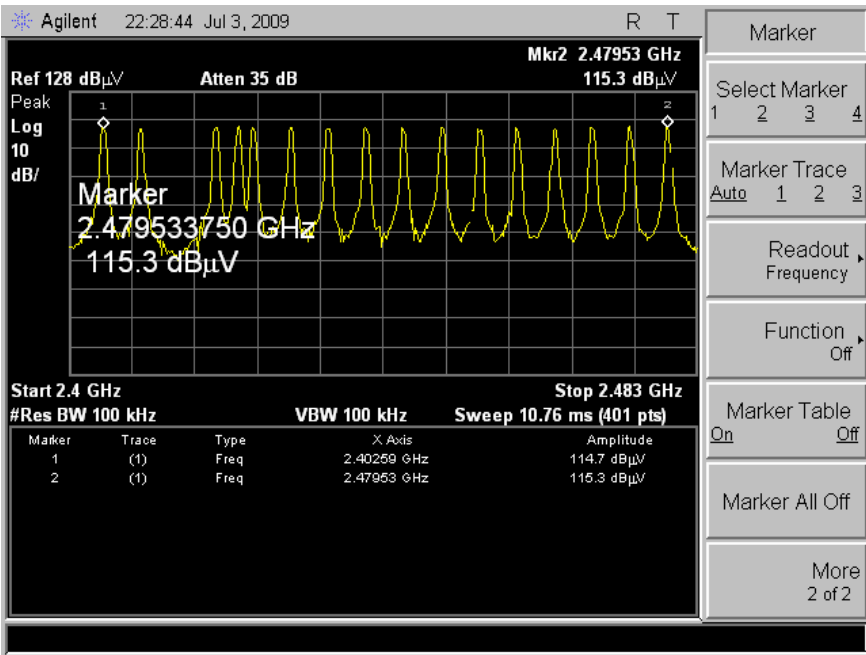 Agilent 22:28:44 Jul 3, 2009 R T
Mkr2 2.47953 GHz
Ref 128 dBµV Atten 35 dB 115.3 dBµV
Peak
Log
10
dB/
1
2
Marker
2.479533750 GHz
115.3 dBµV
Start 2.4 GHz Stop 2.483 GHz
#Res BW 100 kHz VBW 100 kHz Sweep 10.76 ms (401 pts)
Marker Trace Type X Axis Amplitude
1 (1) Freq 2.40259 GHz 114.7 dBµV
2 (1) Freq 2.47953 GHz 115.3 dBµV
Marker
Select Marker
1 2 3 4
Marker Trace
Auto 1 2 3
Readout
Frequency
Function
Off
Marker Table
On Off
Marker All Off
More
2 of 2